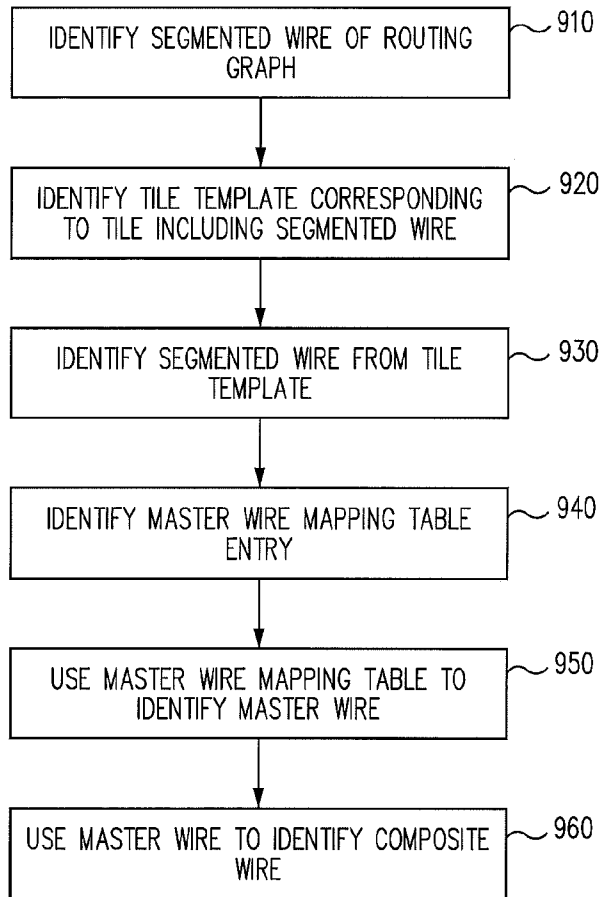 IDENTIFY SEGMENTED WIRE OF ROUTING
GRAPH
910
IDENTIFY TILE TEMPLATE CORRESPONDING
TO TILE INCLUDING SEGMENTED WIRE
920
IDENTIFY SEGMENTED WIRE FROM TILE
TEMPLATE
930
IDENTIFY MASTER WIRE MAPPING TABLE
ENTRY
940
USE MASTER WIRE MAPPING TABLE TO
IDENTIFY MASTER WIRE
950
USE MASTER WIRE TO IDENTIFY COMPOSITE
WIRE
960